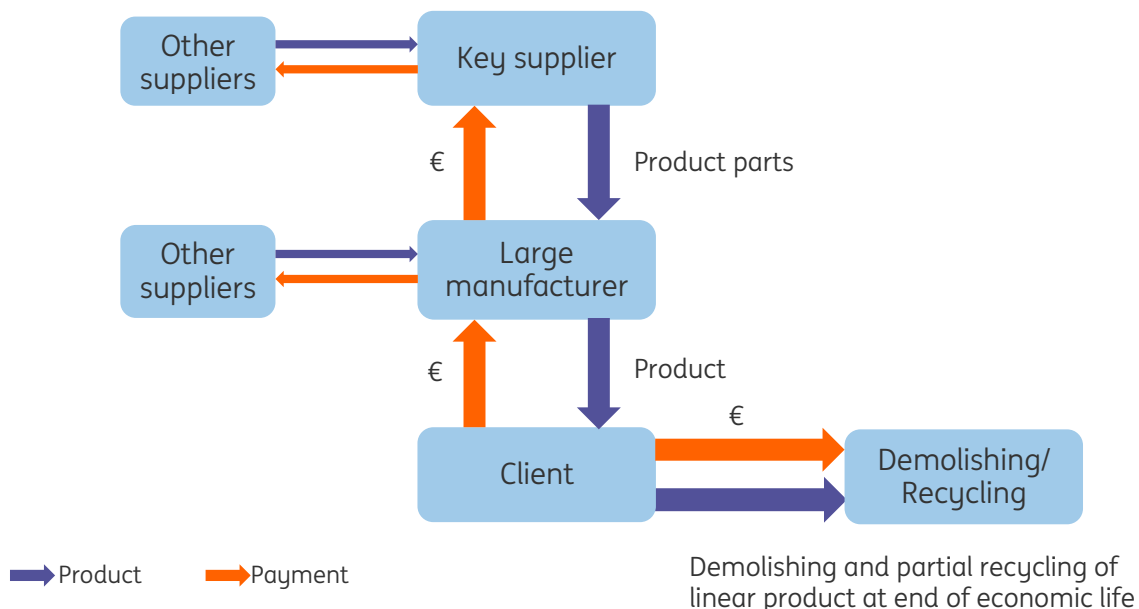 Other
suppliers
Key supplier
€
Product parts
Other
suppliers
Large
manufacturer
€
Product
€
Client
Demolishing/
Recycling
Product
Payment
Demolishing and partial recycling of
linear product at end of economic life